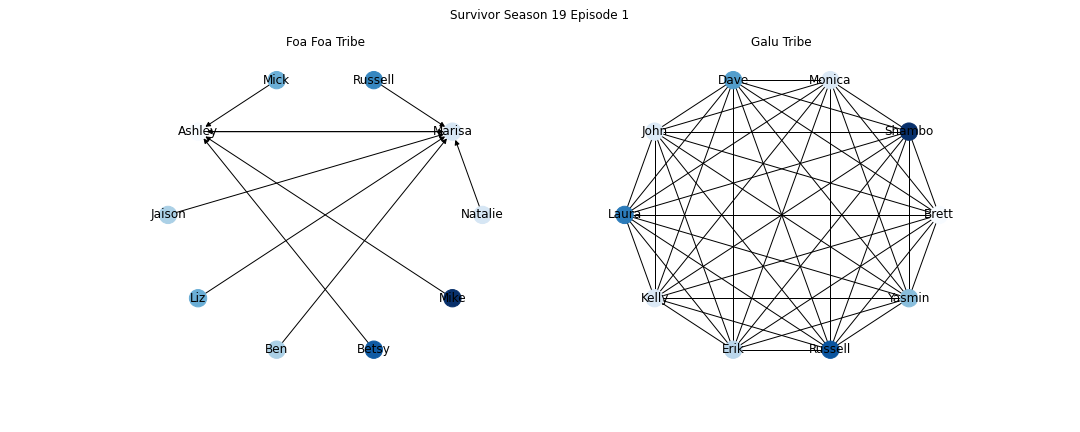 Survivor Season 19 Episode 1
Foa Foa Tribe
Mick
Russell
Ashley
Marisa
Jaison
Natalie
Liz
Mike
Ben
Betsy
Galu Tribe
Dave
Monica
John
Shambo
Laura
Brett
Kelly
Yasmin
Erik
Russell